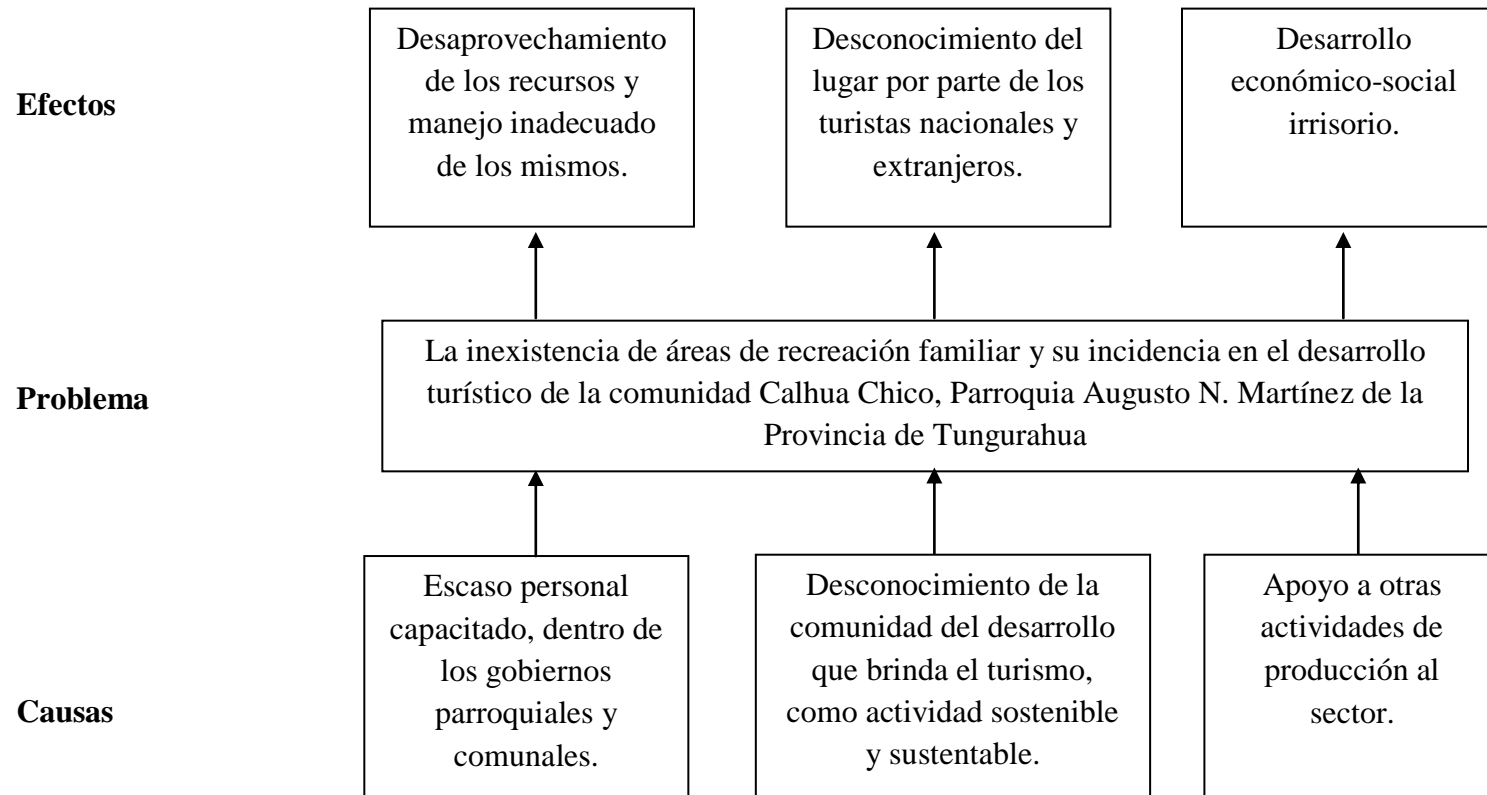 Efectos
Desaprovechamiento
de los recursos y
manejo inadecuado
de los mismos.
Desconocimiento del
lugar por parte de los
turistas nacionales y
extranjeros.
Desarrollo
económico-social
irrisorio.
Problema
La inexistencia de áreas de recreación familiar y su incidencia en el desarrollo
turístico de la comunidad Calhua Chico, Parroquia Augusto N. Martínez de la
Provincia de Tungurahua
Causas
Escaso personal
capacitado, dentro de
los gobiernos
parroquiales y
comunales.
Desconocimiento de la
comunidad del desarrollo
que brinda el turismo,
como actividad sostenible
y sustentable.
Apoyo a otras
actividades de
producción al
sector.